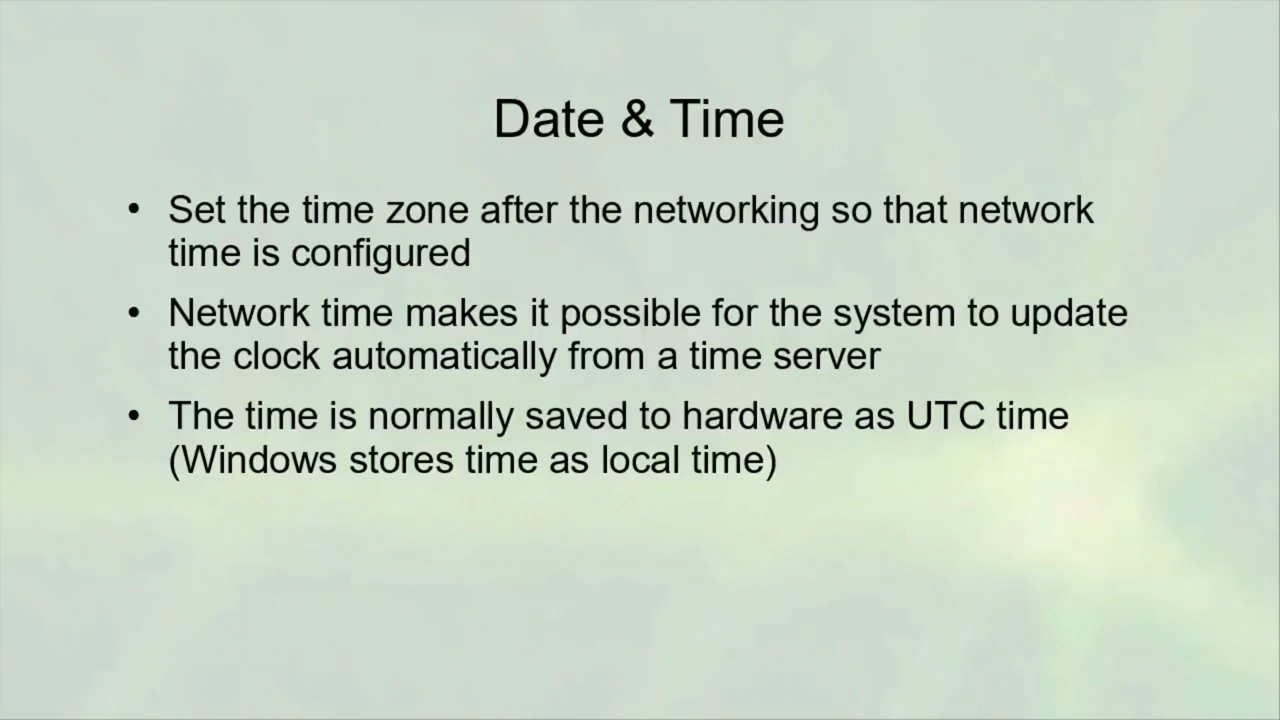 Date & Time
• Set the time zone after the networking so that network
time is configured
• Network time makes it possible for the system to update
the clock automatically from a time server
• The time is normally saved to hardware as UTC time
(Windows stores time as local time)